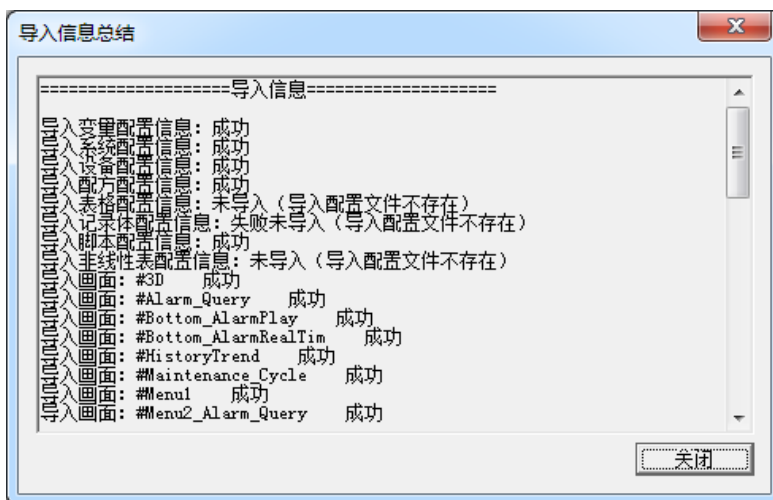 导入信息总结
====================导入信息====================
导入变量配置信息：成功
导入系统配置信息：成功
导入设备配置信息：成功
导入配方配置信息：成功
导入表格配置信息：未导入（导入配置文件不存在）
导入记录体配置信息：失败未导入（导入配置文件不存在）
导入脚本配置信息：成功
导入非线性表配置信息：未导入（导入配置文件不存在）
导入画面：#3D    成功
导入画面：#Alarm_Query    成功
导入画面：#Bottom_AlarmPlay    成功
导入画面：#Bottom_AlarmRealTim    成功
导入画面：#HistoryTrend    成功
导入画面：#Maintenance_Cycle    成功
导入画面：#Menu1    成功
导入画面：#Menu2_Alarm_Query    成功
关闭